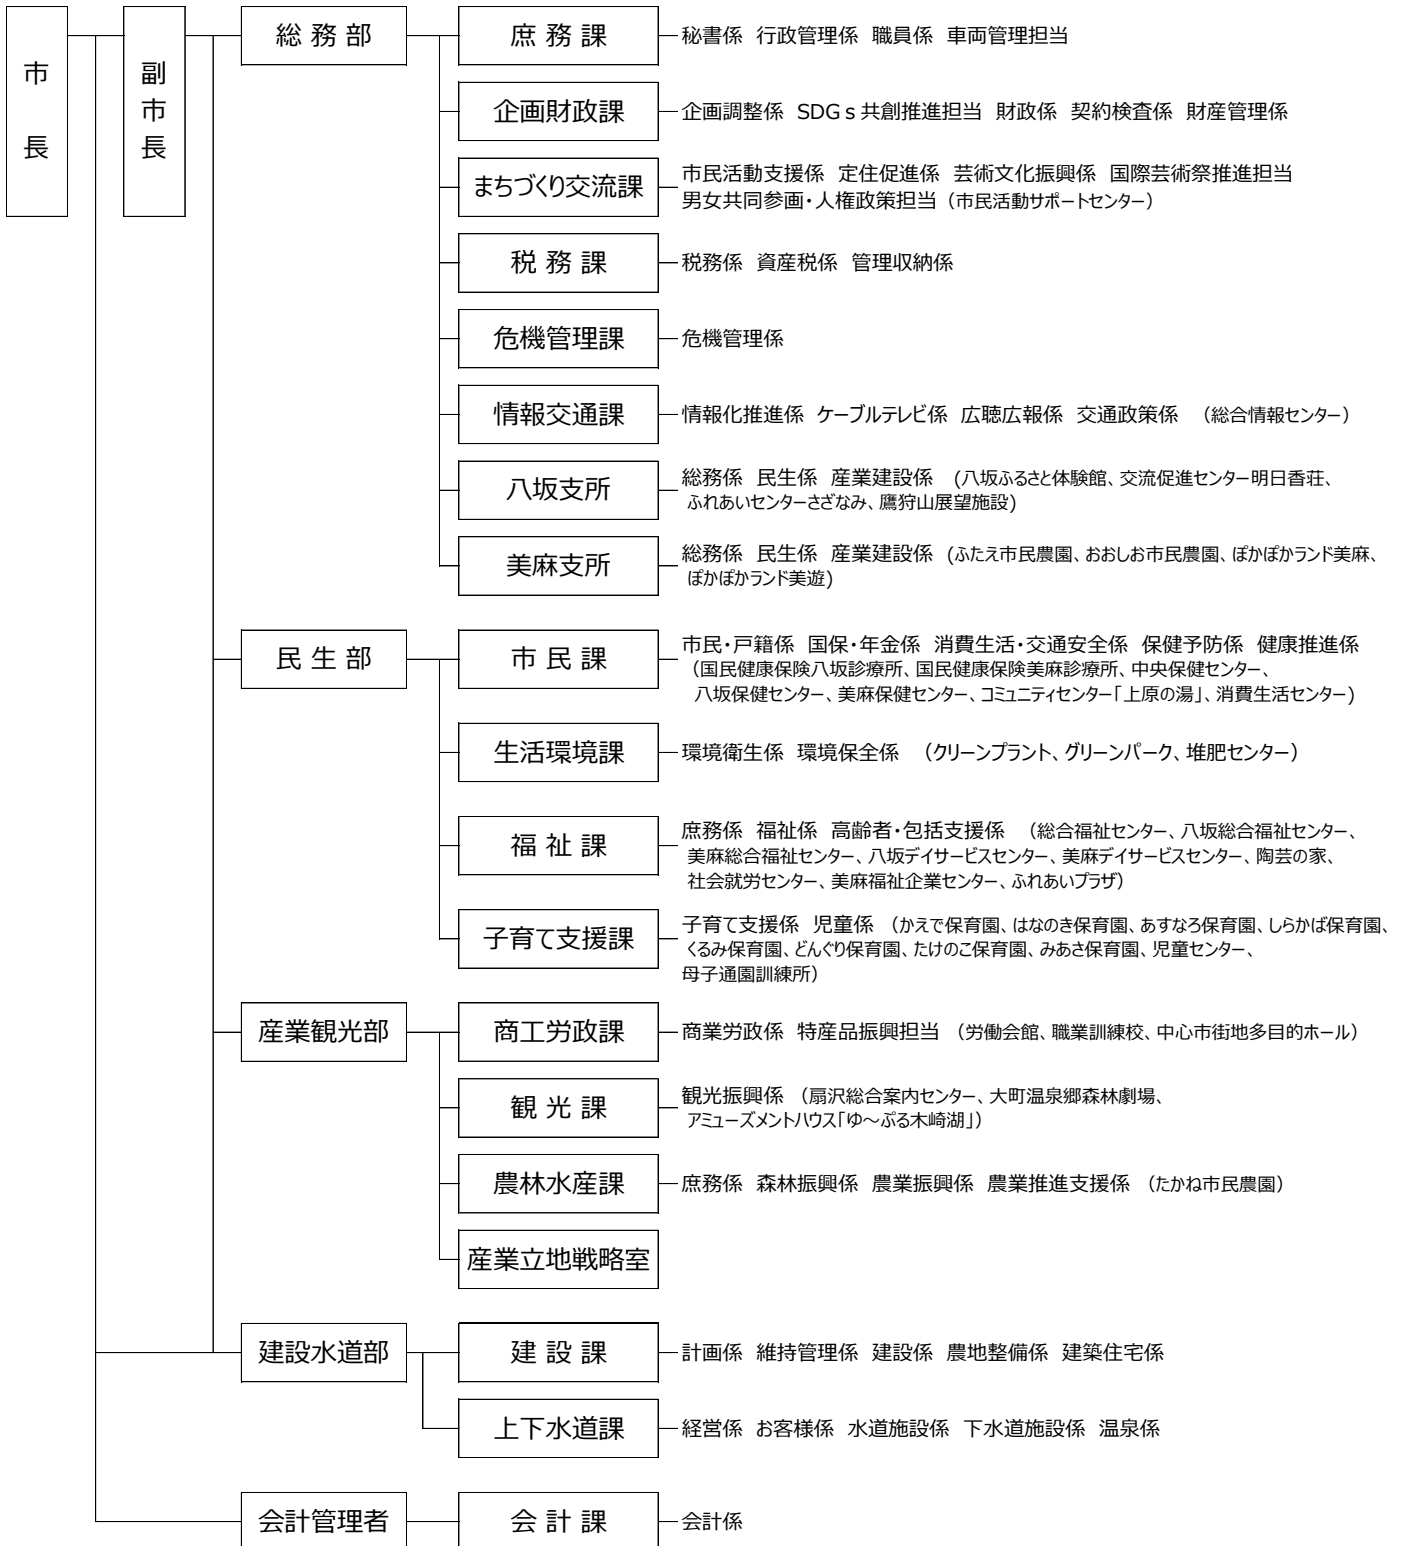 市長
副市長
総務部
庶務課
秘書係 行政管理係 職員係 車両管理担当
企画財政課
企画調整係 SDGs共創推進担当 財政係 契約検査係 財産管理係
まちづくり交流課
市民活動支援係 定住促進係 芸術文化振興係 国際芸術祭推進担当
男女共同参画・人権政策担当（市民活動サポートセンター）
税務課
税務係 資産税係 管理収納係
危機管理課
危機管理係
情報交通課
情報化推進係 ケーブルテレビ係 広聴広報係 交通政策係 （総合情報センター）
八坂支所
総務係 民生係 産業建設係 (八坂ふるさと体験館、交流促進センター明日香荘、
ふれあいセンターさざなみ、鷹狩山展望施設)
美麻支所
総務係 民生係 産業建設係 (ふたえ市民農園、おおしお市民農園、ぽかぽかランド美麻、
ぽかぽかランド美遊)
民生部
市民課
市民・戸籍係 国保・年金係 消費生活・交通安全係 保健予防係 健康推進係
（国民健康保険八坂診療所、国民健康保険美麻診療所、中央保健センター、
八坂保健センター、美麻保健センター、コミュニティセンター「上原の湯」、消費生活センター)
生活環境課
環境衛生係 環境保全係 （クリーンプラント、グリーンパーク、堆肥センター）
福祉課
庶務係 福祉係 高齢者・包括支援係 （総合福祉センター、八坂総合福祉センター、
美麻総合福祉センター、八坂デイサービスセンター、美麻デイサービスセンター、陶芸の家、
社会就労センター、美麻福祉企業センター、ふれあいプラザ）
子育て支援課
子育て支援係 児童係 （かえで保育園、はなのき保育園、あすなろ保育園、しらかば保育園、
くるみ保育園、どんぐり保育園、たけのこ保育園、みあさ保育園、児童センター、
母子通園訓練所）
産業観光部
商工労政課
商業労政係 特産品振興担当 （労働会館、職業訓練校、中心市街地多目的ホール）
観光課
観光振興係 （扇沢総合案内センター、大町温泉郷森林劇場、
アミューズメントハウス「ゆ～ぷる木崎湖」）
農林水産課
庶務係 森林振興係 農業振興係 農業推進支援係 （たかね市民農園）
産業立地戦略室
建設水道部
建設課
計画係 維持管理係 建設係 農地整備係 建築住宅係
上下水道課
経営係 お客様係 水道施設係 下水道施設係 温泉係
会計管理者
会計課
会計係